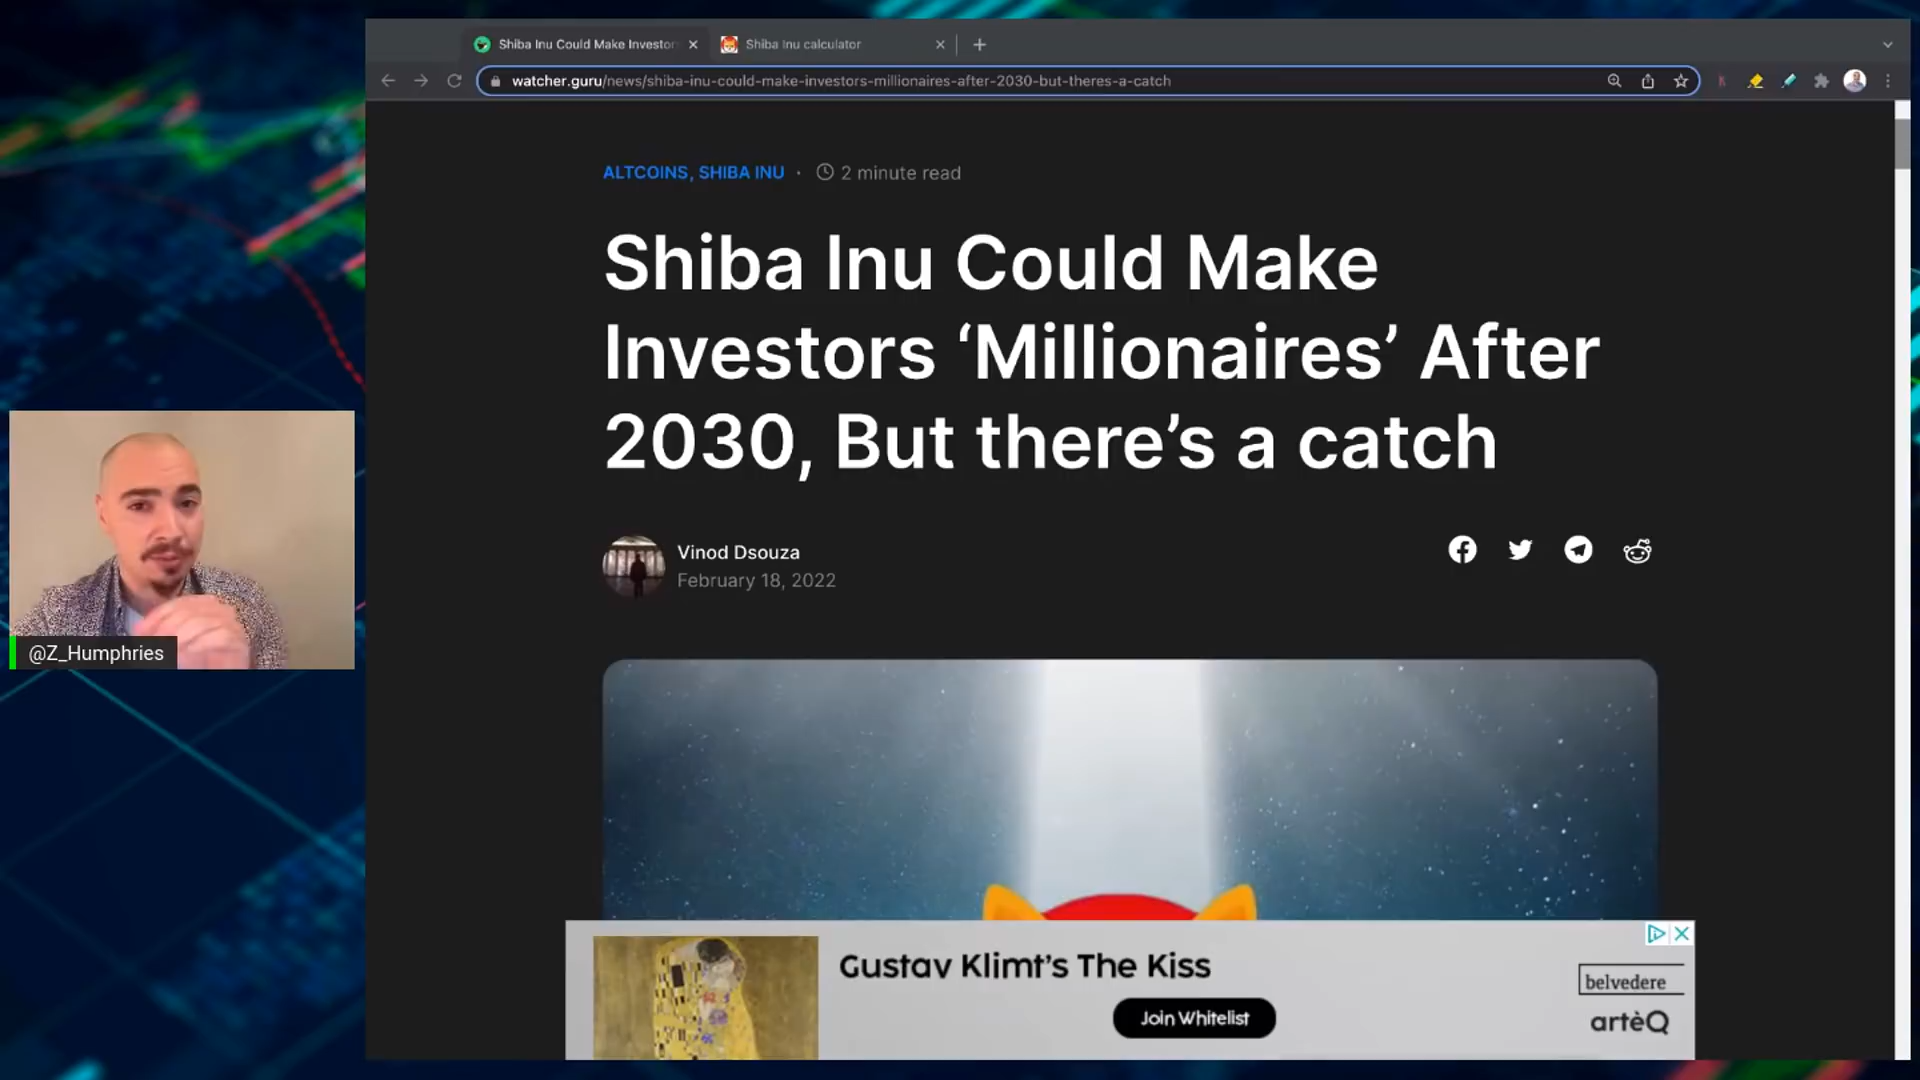 Shiba Inu Could Make Investor
Shiba Inu calculator
watcher.guru/news/shiba-inu-could-make-investors-millionaires-after-2030-but-theres-a-catch
ALTCOINS, SHIBA INU · 2 minute read
Shiba Inu Could Make
Investors ‘Millionaires’ After
2030, But there’s a catch
Vinod Dsouza
February 18, 2022
@Z_Humphries
Gustav Klimt's The Kiss
Join Whitelist
belvedere
artèQ